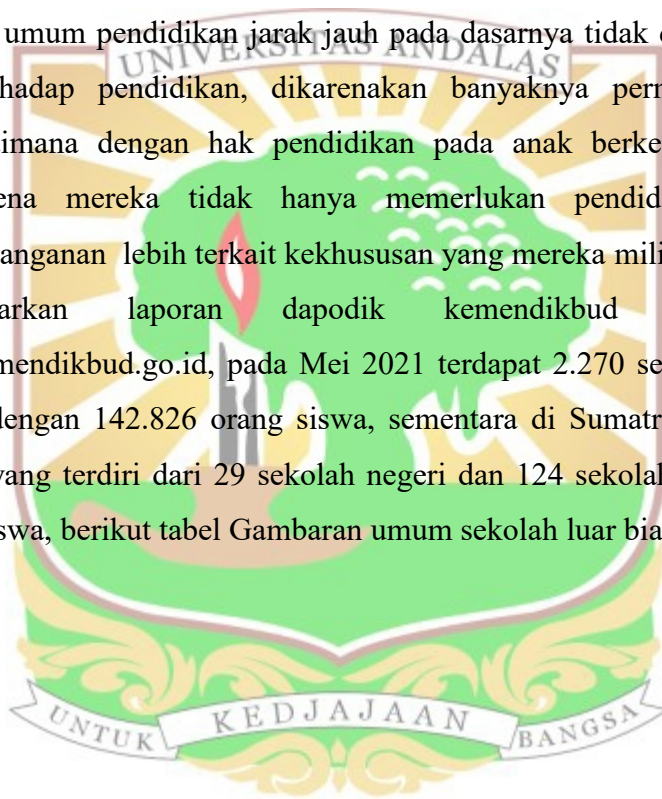 umum pendidikan jarak jauh pada dasarnya tidak
UNIVERSITAS ANDALAS
hadap pendidikan, dikarenakan banyaknya perm
imana dengan hak pendidikan pada anak berke
ena mereka tidak hanya memerlukan pendid
anganan lebih terkait kekhususan yang mereka mili
arkan laporan dapodik kemendikbud
mendikbud.go.id, pada Mei 2021 terdapat 2.270 se
dengan 142.826 orang siswa, sementara di Sumatr
yang terdiri dari 29 sekolah negeri dan 124 sekolah
swa, berikut tabel Gambaran umum sekolah luar bia
UNTUK KEDJAJAAN BANGSA